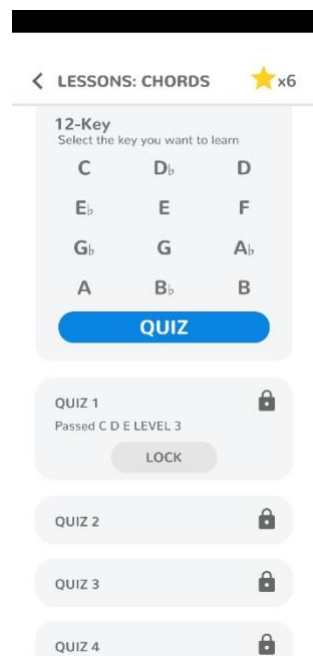 LESSONS: CHORDS x6
12-Key
Select the key you want to learn
C D♭ D
E♭ E F
G♭ G A♭
A B♭ B
QUIZ
QUIZ 1
Passed C D E LEVEL 3
LOCK
QUIZ 2
QUIZ 3
QUIZ 4